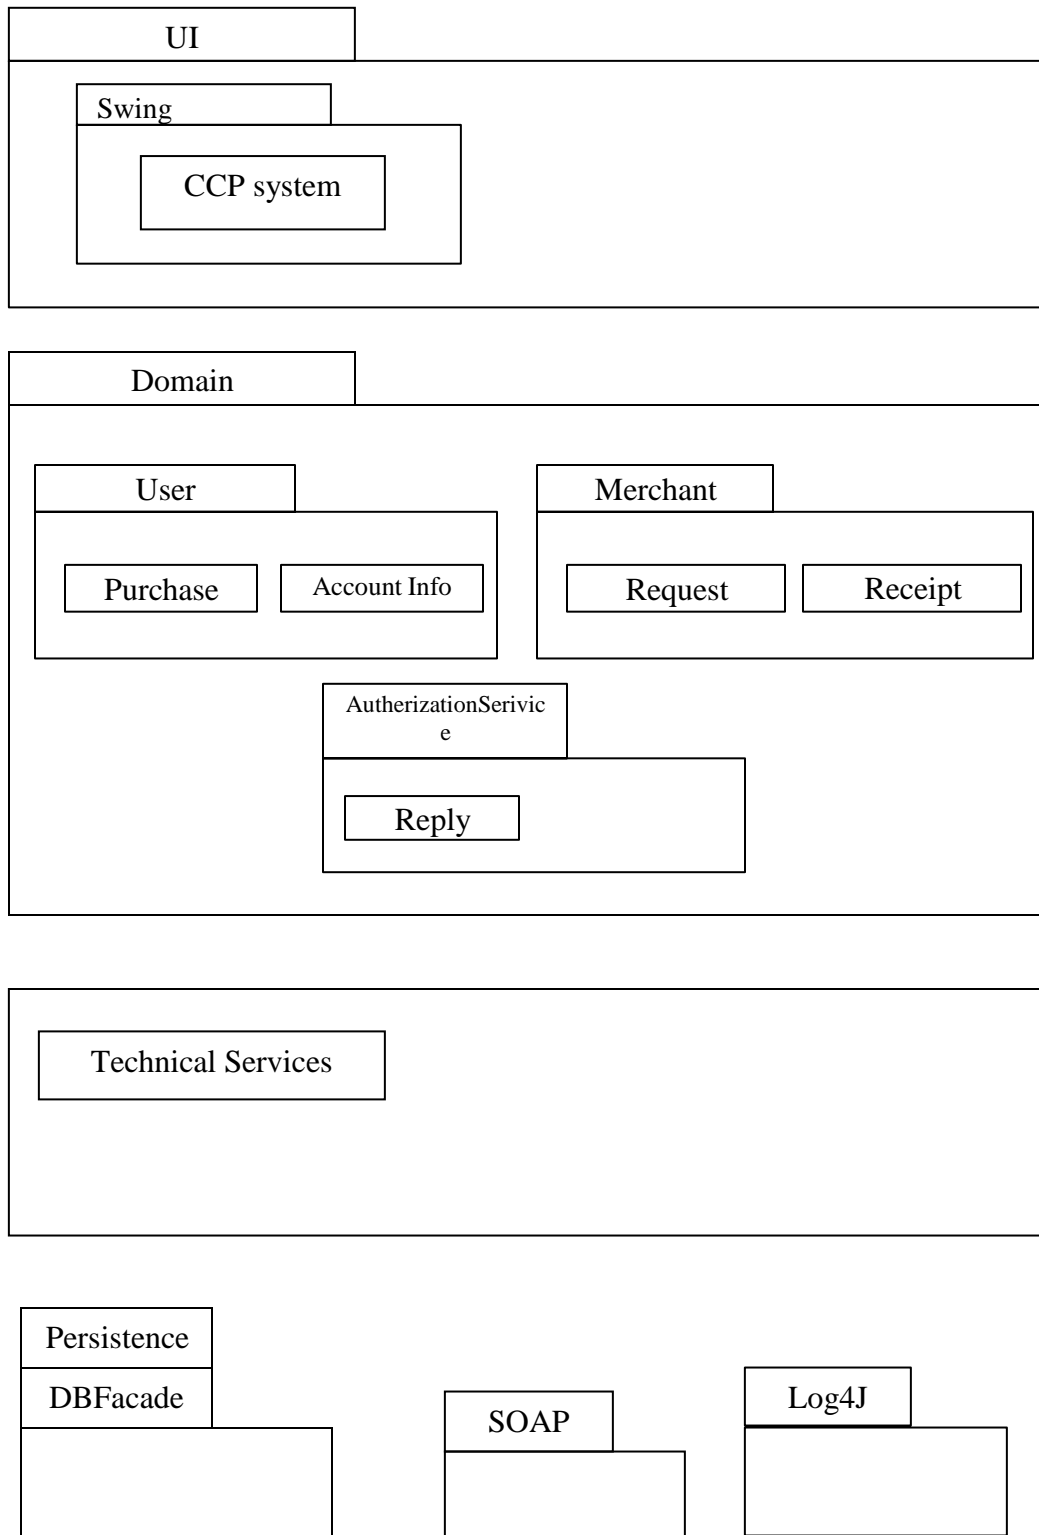 UI
Swing
CCP system
Domain
User
Merchant
Purchase
Account Info
Request
Receipt
AutherizationSerivic
e
Reply
Technical Services
Persistence
DBFacade
SOAP
Log4J